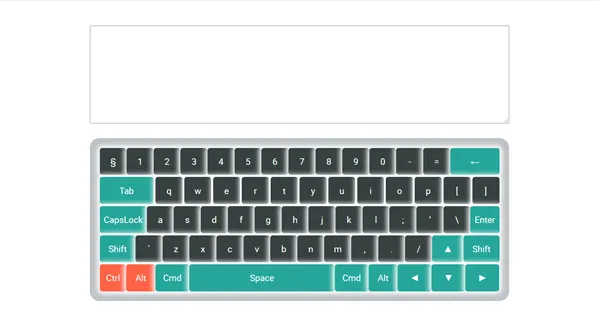 § 1 2 3 4 5 6 7 8 9 0 - = ←
Tab q w e r t y u i o p [ ]
CapsLock a s d f g h j k l ; ' \ Enter
Shift ` z x c v b n m , . / ▲ Shift
Ctrl Alt Cmd Space Cmd Alt ◄ ▼ ►